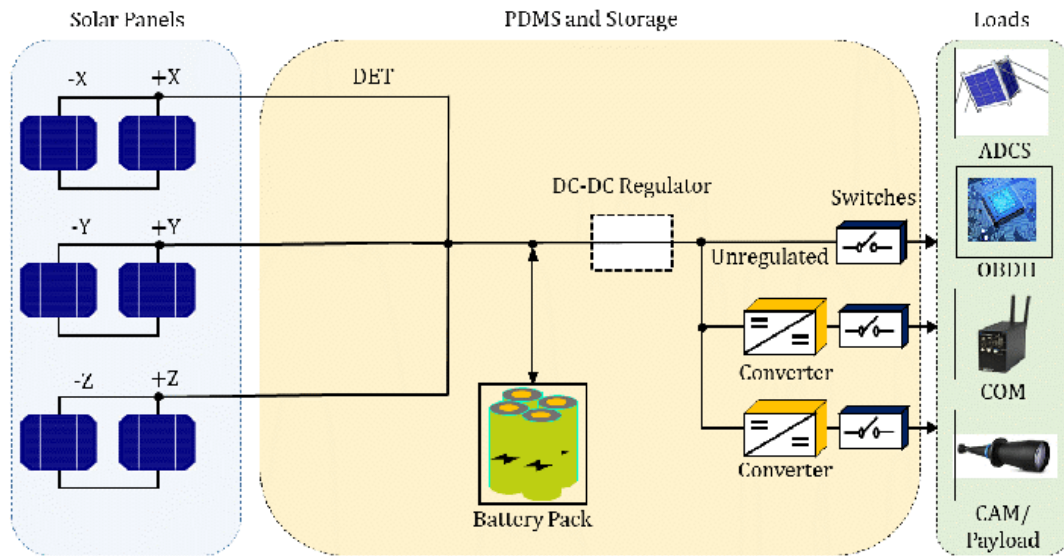 Solar Panels
PDMS and Storage
Loads
-X
+X
DET
ADCS
DC-DC Regulator
Switches
-Y
+Y
Unregulated
OBDH
Converter
-Z
+Z
COM
Converter
Battery Pack
CAM/
Payload